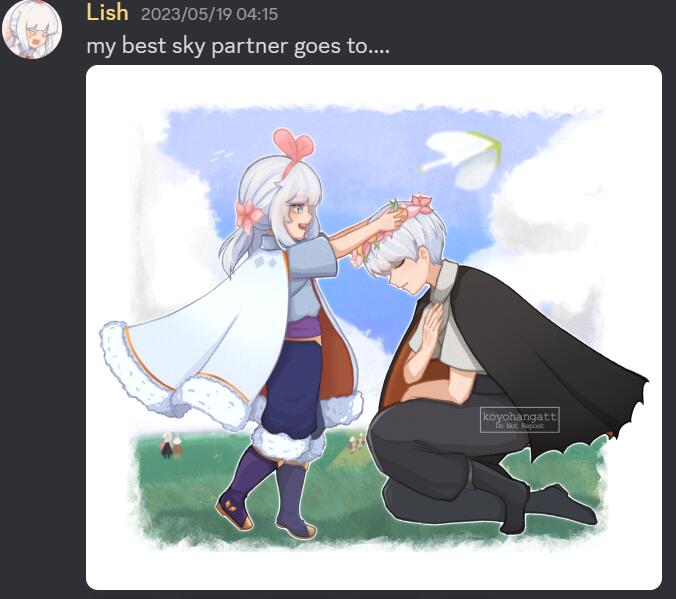 Lish 2023/05/19 04:15
my best sky partner goes to....
koyohangatt
Do Not Repost